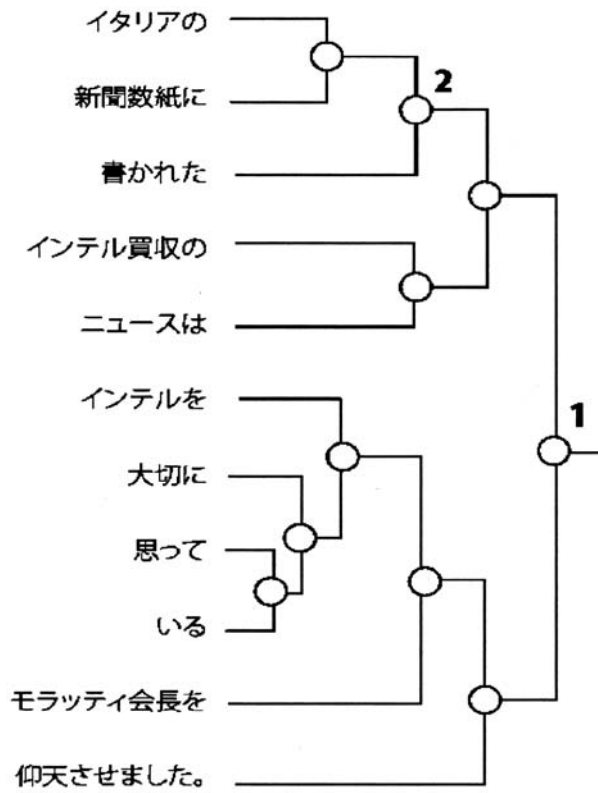 イタリアの
新聞数紙に
2
書かれた
インテル買収の
ニュースは
インテルを
1
大切に
思って
いる
モラッティ会長を
仰天させました。